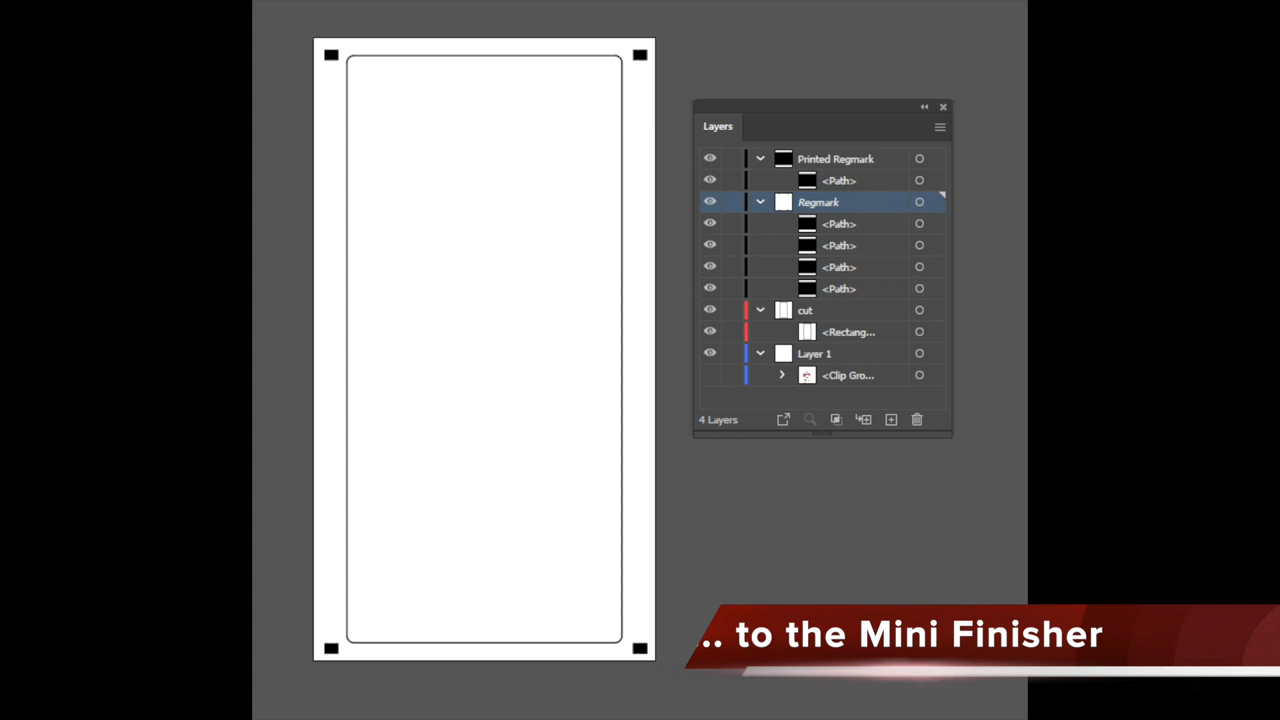 Layers
Printed Regmark
<Path>
Regmark
<Path>
<Path>
<Path>
<Path>
cut
<Rectang...
Layer 1
<Clip Gro...
4 Layers
... to the Mini Finisher